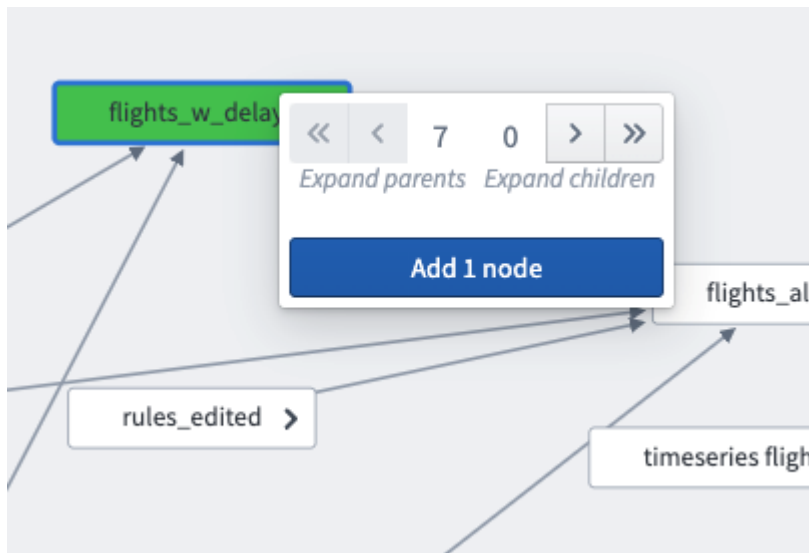 flights_w_delay
7 0
Expand parents Expand children
Add 1 node
flights_al
rules_edited
timeseries fligh